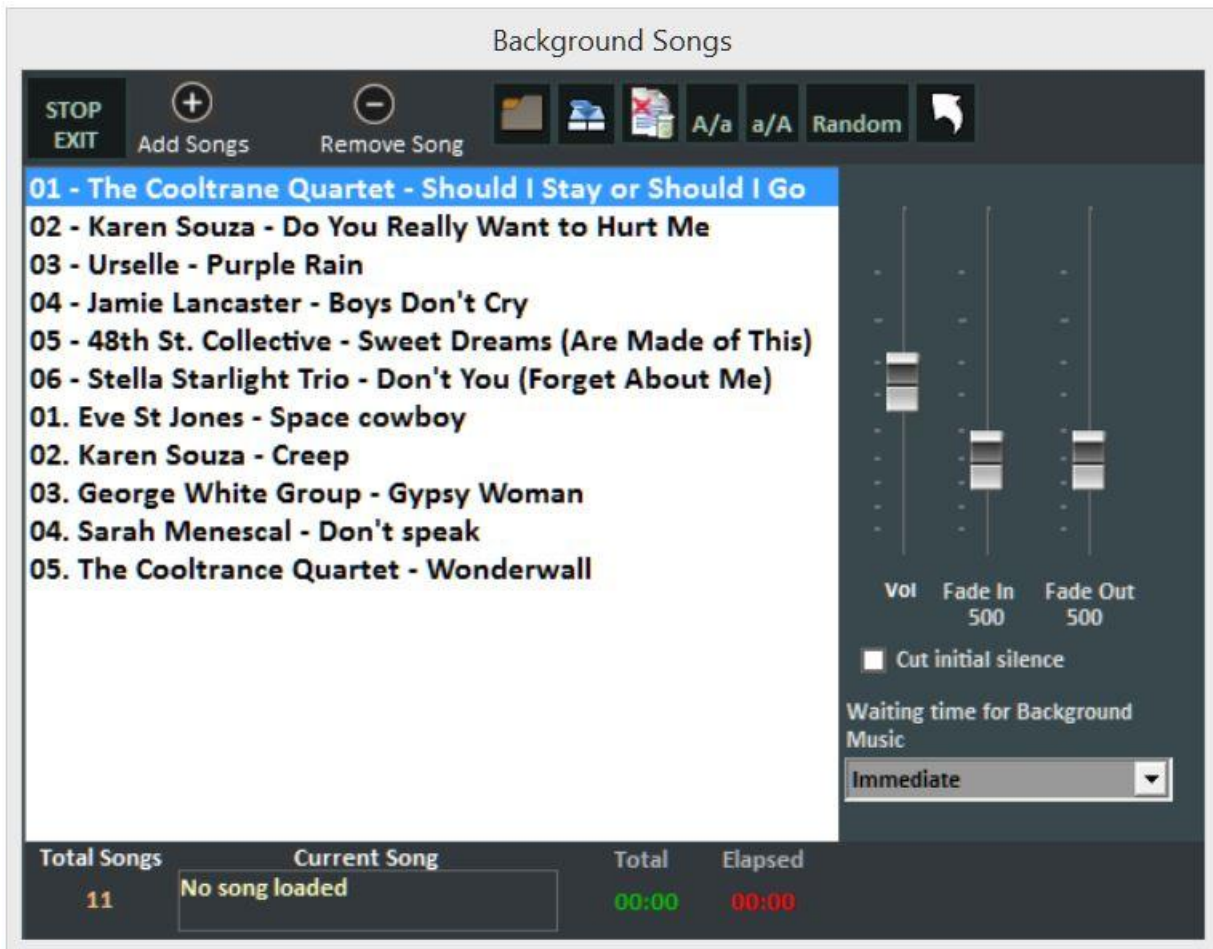 Background Songs
STOP
EXIT
Add Songs
Remove Song
A/a
a/A
Random
01 - The Cooltrane Quartet - Should I Stay or Should I Go
02 - Karen Souza - Do You Really Want to Hurt Me
03 - Urselle - Purple Rain
04 - Jamie Lancaster - Boys Don't Cry
05 - 48th St. Collective - Sweet Dreams (Are Made of This)
06 - Stella Starlight Trio - Don't You (Forget About Me)
01. Eve St Jones - Space cowboy
02. Karen Souza - Creep
03. George White Group - Gypsy Woman
04. Sarah Menescal - Don't speak
05. The Cooltrance Quartet - Wonderwall
Vol
Fade In
500
Fade Out
500
Cut initial silence
Waiting time for Background
Music
Immediate
Total Songs
11
Current Song
No song loaded
Total
00:00
Elapsed
00:00